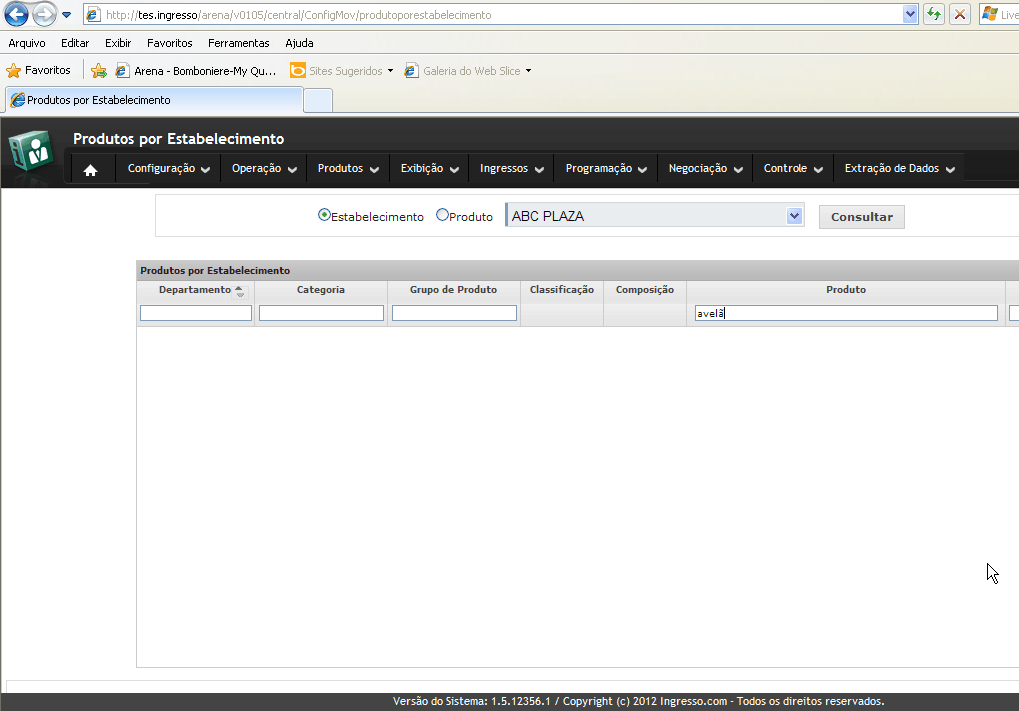 http://tes.ingresso/arena/v0105/central/ConfigMov/produtoporestabelecimento
Live
Arquivo Editar Exibir Favoritos Ferramentas Ajuda
Favoritos Arena - Bomboniere-My Qu... Sites Sugeridos Galeria do Web Slice
Produtos por Estabelecimento
Produtos por Estabelecimento
Configuração Operação Produtos Exibição Ingressos Programação Negociação Controle Extração de Dados
Estabelecimento Produto ABC PLAZA Consultar
Produtos por Estabelecimento
Departamento Categoria Grupo de Produto Classificação Composição Produto
avelã
Versão do Sistema: 1.5.12356.1 / Copyright (c) 2012 Ingresso.com - Todos os direitos reservados.